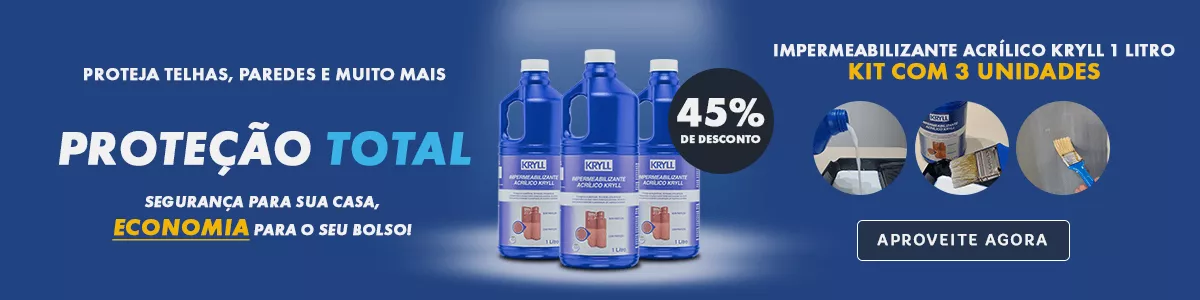 PROTEJA TELHAS, PAREDES E MUITO MAIS
PROTEÇÃO TOTAL
SEGURANÇA PARA SUA CASA,
ECONOMIA PARA O SEU BOLSO!
KRYLL
IMPERMEABILIZANTE
ACRÍLICO KRYLL
1 Litro
KRYLL
IMPERMEABILIZANTE
ACRÍLICO KRYLL
1 Litro
KRYLL
IMPERMEABILIZANTE
ACRÍLICO KRYLL
1 Litro
45%
DE DESCONTO
IMPERMEABILIZANTE ACRÍLICO KRYLL 1 LITRO
KIT COM 3 UNIDADES
KRYLL
APROVEITE AGORA